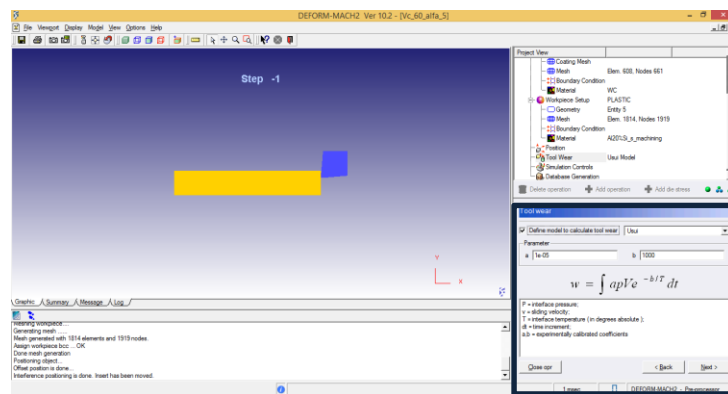 DEFORM-MACH2 Ver 10.2 - [Vc_60_alfa_5]
File Viewport Display Model View Options Help
Step -1
Y
X
Project View
Coating Mesh
Mesh Elem. 608, Nodes 661
Boundary Condition
Material WC
Workpiece Setup PLASTIC
Geometry Entity 5
Mesh Elem. 1814, Nodes 1919
Boundary Condition
Material Al20%Si_s_machining
Position
Tool Wear Usui Model
Simulation Controls
Database Generation
Delete operation Add operation Add die stress
Tool wear
Define model to calculate tool wear Usui
Parameter
a 1e-05 b 1000
w = ∫ apVe^{-b/T} dt
P = interface pressure;
v = sliding velocity;
T = interface temperature ( in degrees absolute );
dt = time increment;
a,b = experimentally calibrated coefficients
Close opr < Back Next >
1 msec DEFORM-MACH2 - Pre-processor
Graphic Summary Message Log
Meshing workpiece...
Generating mesh ......
Mesh generated with 1814 elements and 1919 nodes.
Assign workpiece bcc ... OK
Done mesh generation
Positioning object...
Offset position is done...
Interference positioning is done. Insert has been moved.